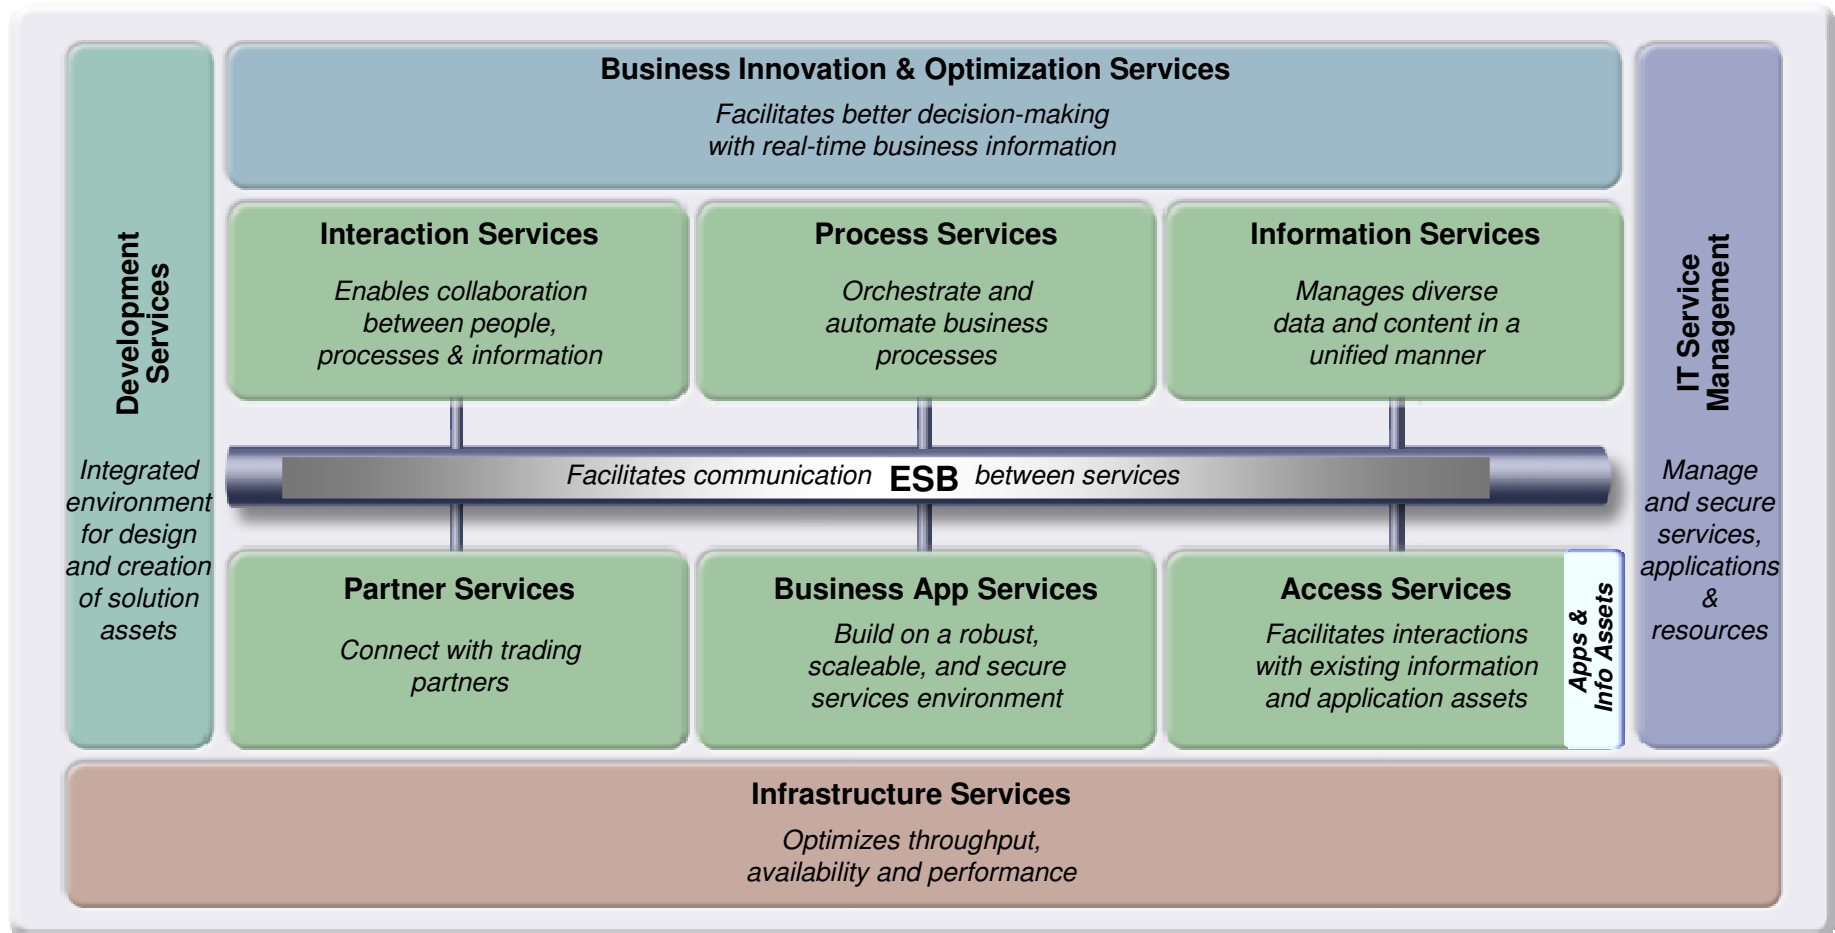 Business Innovation & Optimization Services
Facilitates better decision-making
with real-time business information
Development
Services
Integrated
environment
for design
and creation
of solution
assets
Interaction Services
Enables collaboration
between people,
processes & information
Process Services
Orchestrate and
automate business
processes
Information Services
Manages diverse
data and content in a
unified manner
IT Service
Management
Manage
and secure
services,
applications
&
resources
Facilitates communication ESB between services
Partner Services
Connect with trading
partners
Business App Services
Build on a robust,
scaleable, and secure
services environment
Access Services
Facilitates interactions
with existing information
and application assets
Apps &
Info Assets
Infrastructure Services
Optimizes throughput,
availability and performance